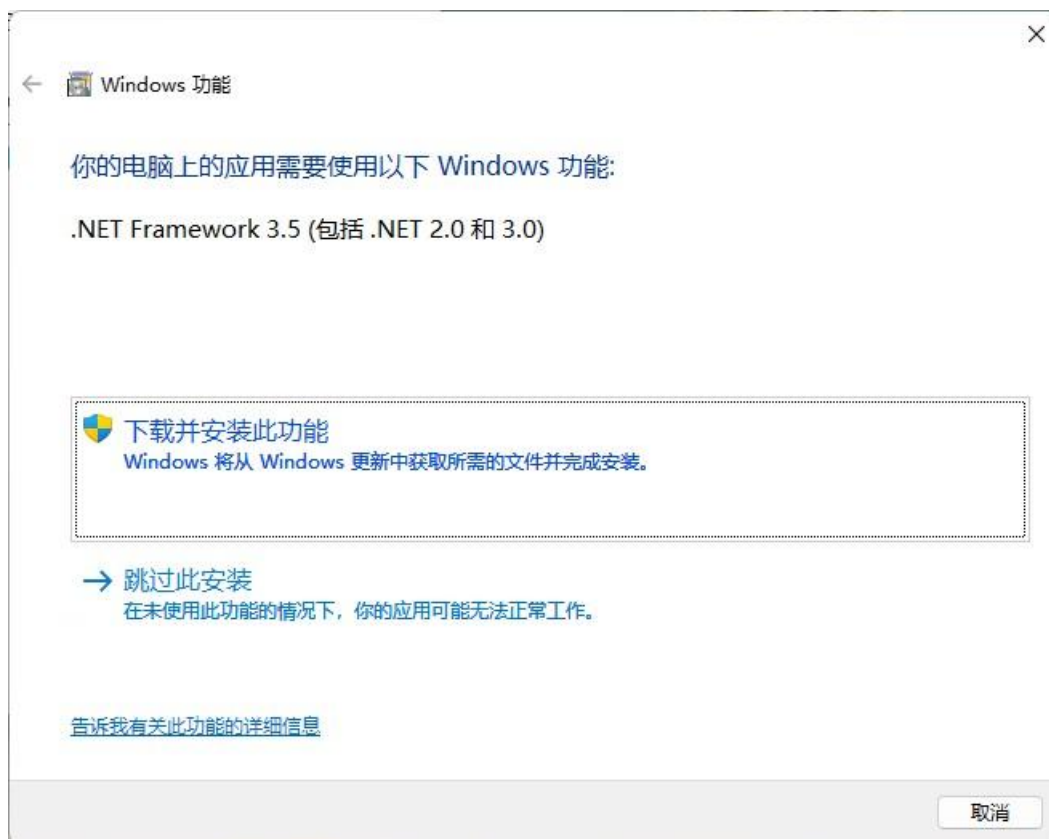 Windows 功能
你的电脑上的应用需要使用以下 Windows 功能:
.NET Framework 3.5 (包括 .NET 2.0 和 3.0)
下载并安装此功能
Windows 将从 Windows 更新中获取所需的文件并完成安装。
跳过此安装
在未使用此功能的情况下，你的应用可能无法正常工作。
告诉我有关此功能的详细信息
取消